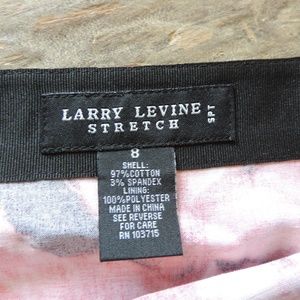 LARRY LEVINE
STRETCH
SPT
8
SHELL:
97%COTTON
3% SPANDEX
LINING:
100%POLYESTER
MADE IN CHINA
SEE REVERSE
FOR CARE
RN 103715